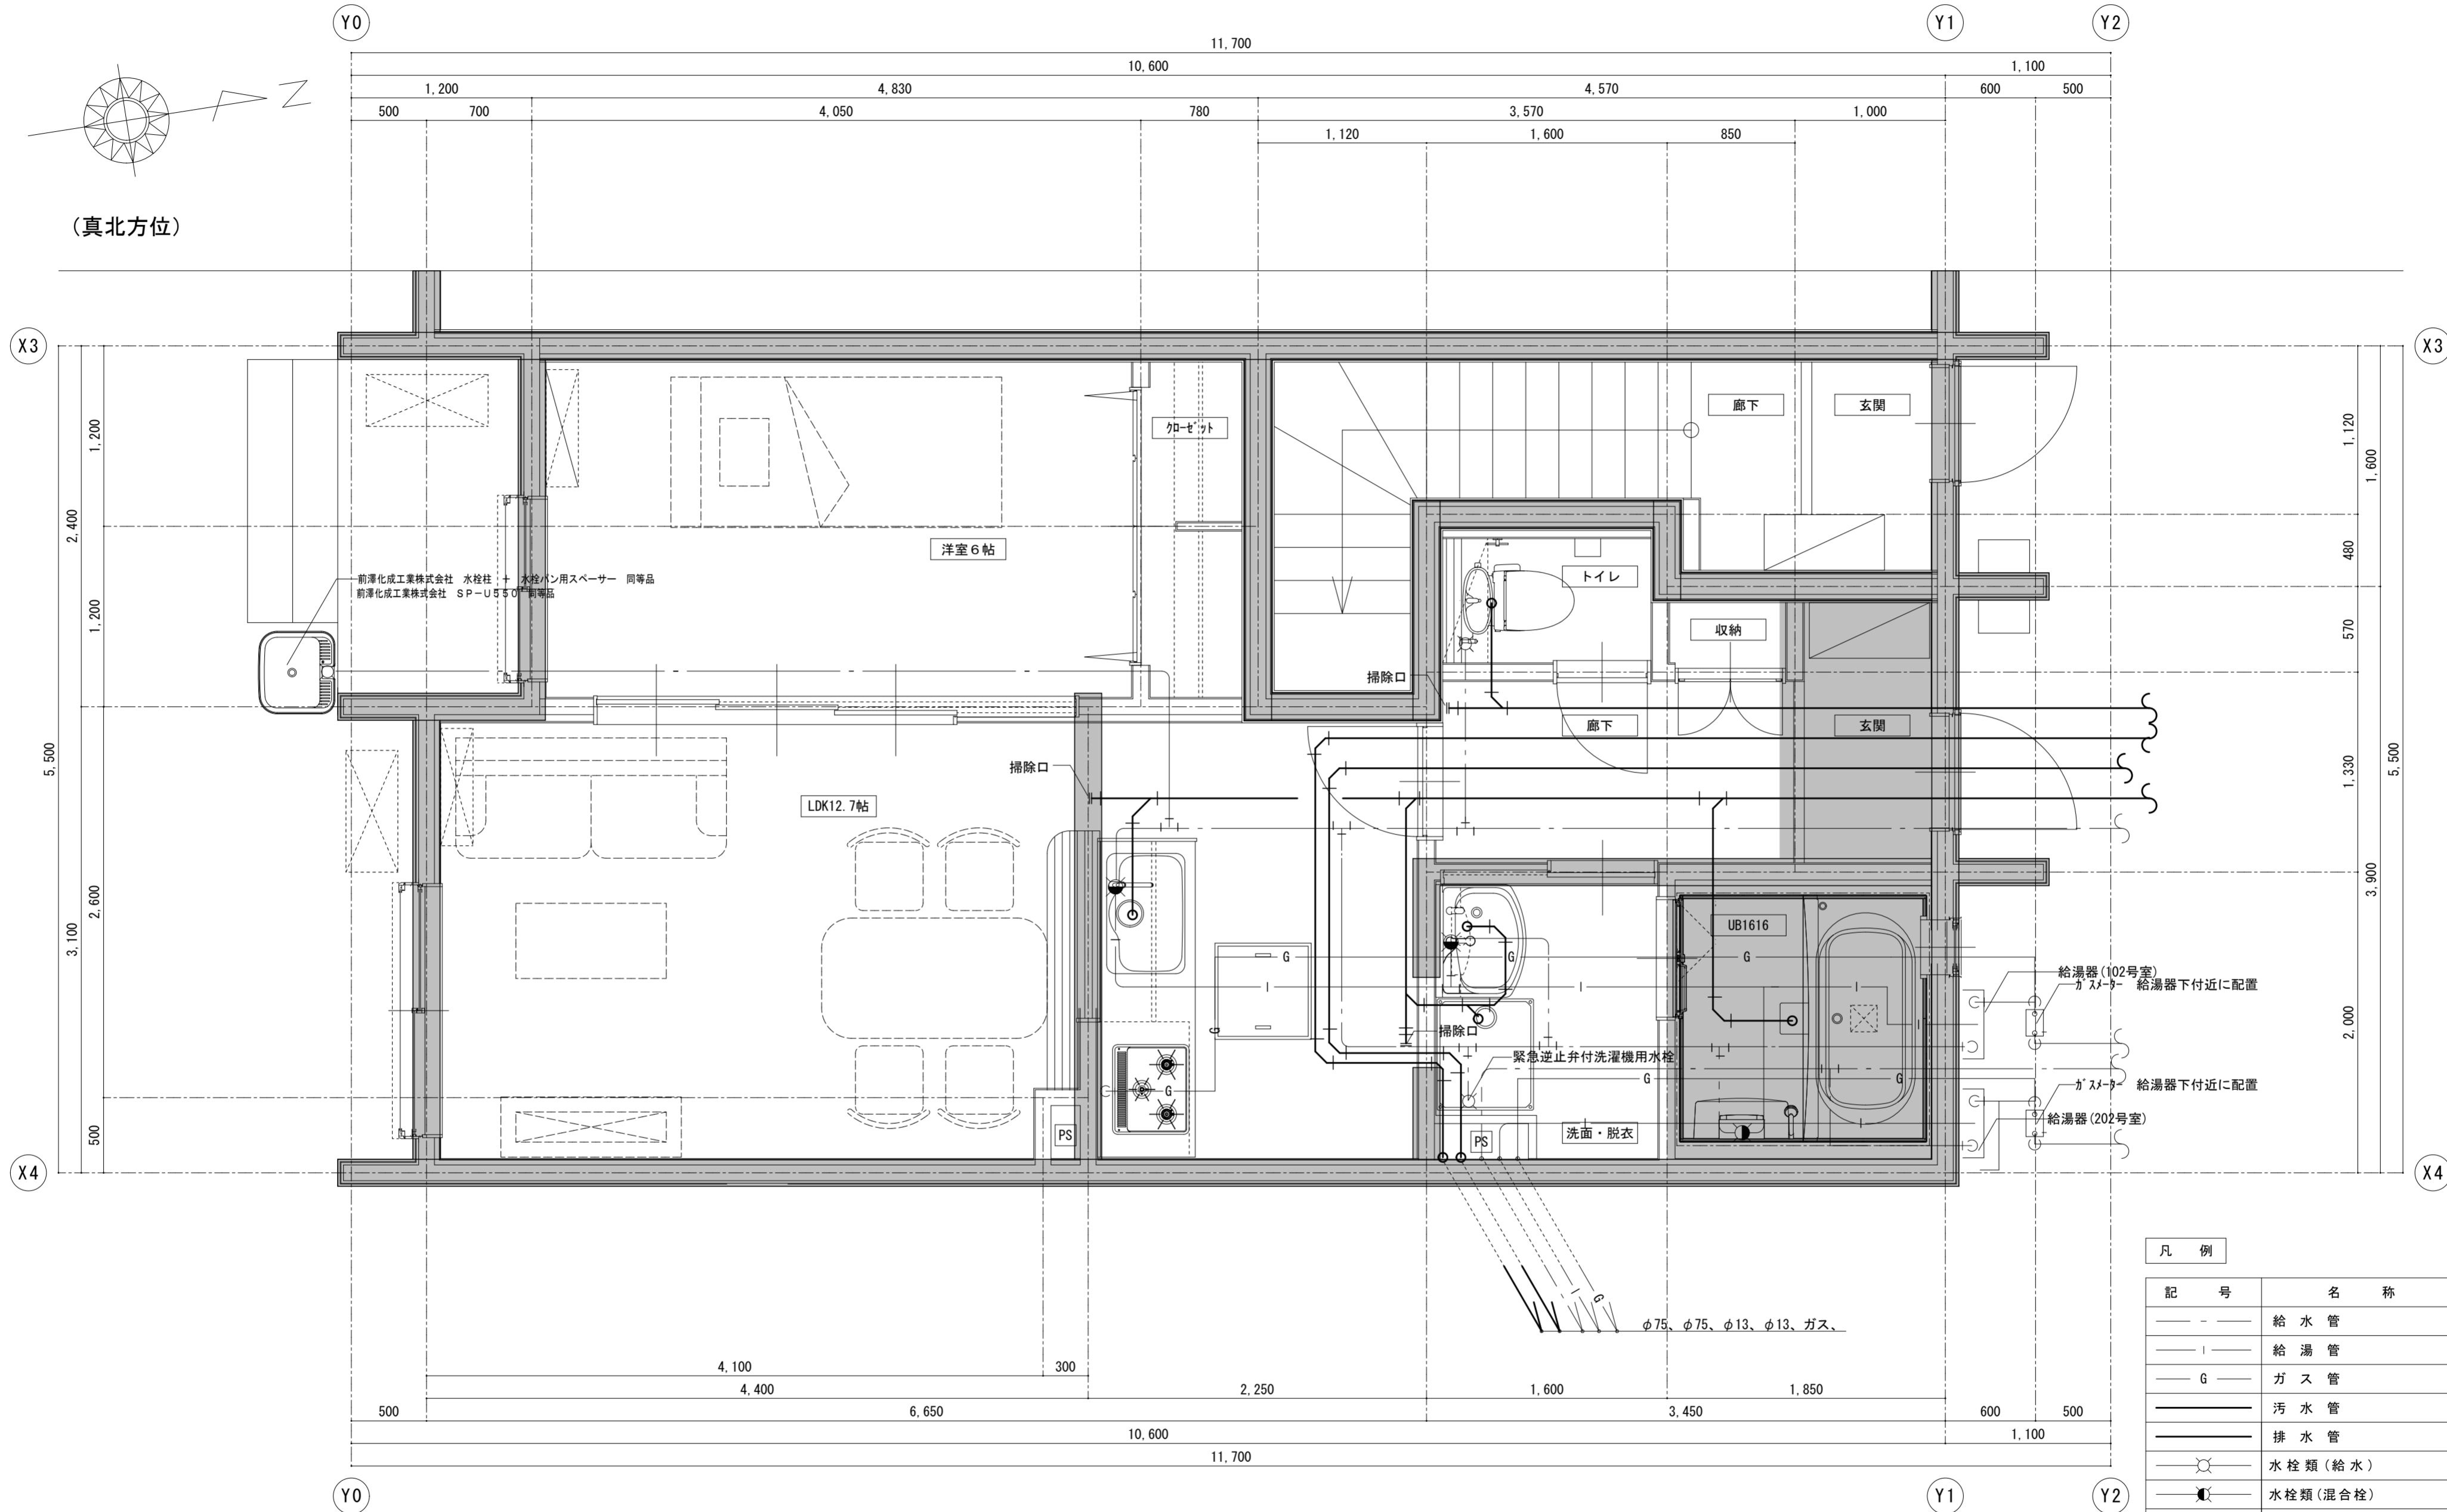 Y0
Y1
Y2
11,700
10,600
1,100
1,200
4,830
4,570
600
500
500
700
4,050
780
3,570
1,000
1,120
1,600
850
N
(真北方位)
X3
X3
廊下
玄関
クローゼット
1,200
2,400
1,200
5,500
2,600
3,100
500
1,120
1,600
480
570
1,330
5,500
3,900
2,000
洋室6帖
前澤化成工業株式会社 水栓柱 + 水栓パン用スペーサー 同等品
前澤化成工業株式会社 SP-U550 同等品
トイレ
収納
掃除口
廊下
玄関
掃除口
LDK12.7帖
UB1616
G
G
G
給湯器(102号室)
ガスメーター 給湯器下付近に配置
G
掃除口
緊急逆止弁付洗濯機用水栓
G
G
G
ガスメーター 給湯器下付近に配置
給湯器(202号室)
PS
PS
洗面・脱衣
X4
X4
G
φ75、φ75、φ13、φ13、ガス、
凡 例
記 号
名 称
給 水 管
給 湯 管
G
ガ ス 管
汚 水 管
排 水 管
水栓類(給水)
水栓類(混合栓)
4,100
300
4,400
2,250
1,600
1,850
500
6,650
3,450
600
500
10,600
1,100
11,700
Y0
Y1
Y2